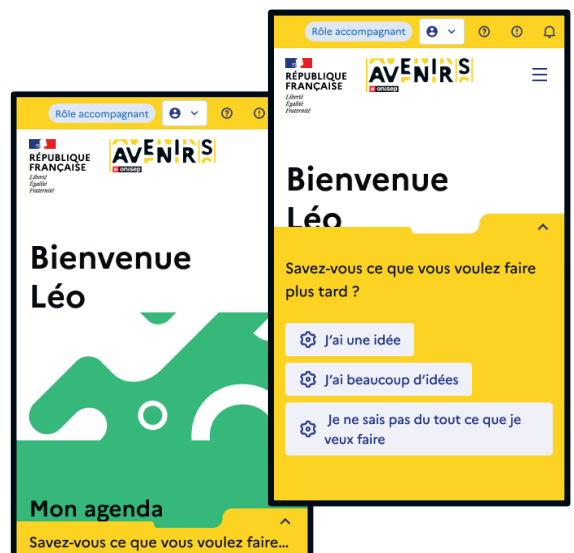 Rôle accompagnant
RÉPUBLIQUE
FRANÇAISE
Liberté
Égalité
Fraternité
AVENIRS
onisep
Bienvenue
Léo
Mon agenda
Savez-vous ce que vous voulez faire...
Rôle accompagnant
RÉPUBLIQUE
FRANÇAISE
Liberté
Égalité
Fraternité
AVENIRS
onisep
Bienvenue
Léo
Savez-vous ce que vous voulez faire
plus tard ?
J'ai une idée
J'ai beaucoup d'idées
Je ne sais pas du tout ce que je
veux faire